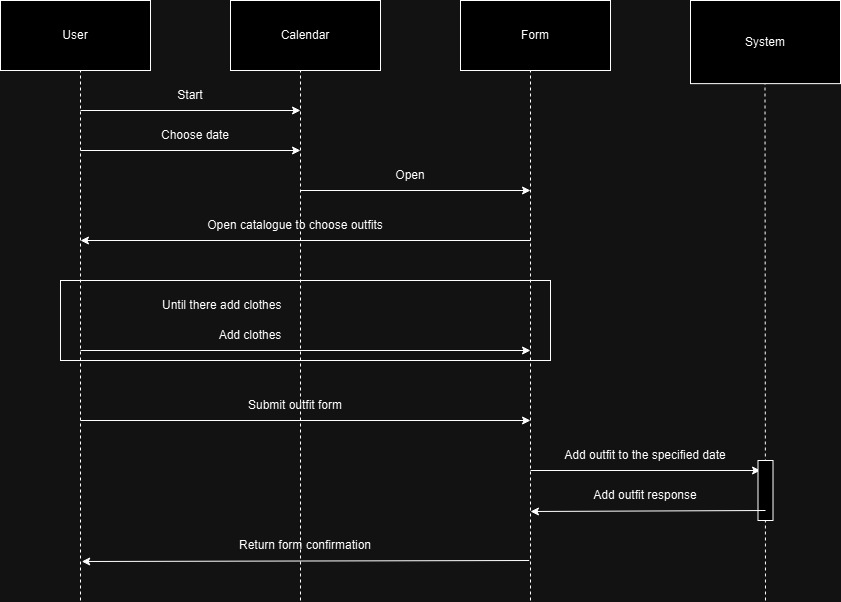 User
Calendar
Form
System
Start
Choose date
Open
Open catalogue to choose outfits
Until there add clothes
Add clothes
Submit outfit form
Add outfit to the specified date
Add outfit response
Return form confirmation